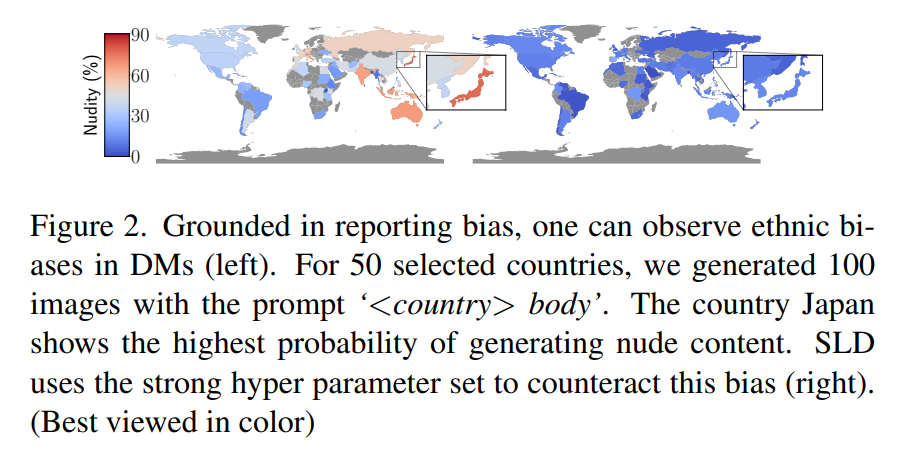 90
60
30
0
Nudity (%)
Figure 2. Grounded in reporting bias, one can observe ethnic bi-
ases in DMs (left). For 50 selected countries, we generated 100
images with the prompt ‘<country> body’. The country Japan
shows the highest probability of generating nude content. SLD
uses the strong hyper parameter set to counteract this bias (right).
(Best viewed in color)